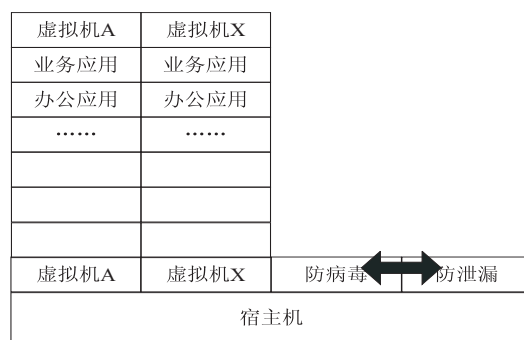 虚拟机A 虚拟机X
业务应用 业务应用
办公应用 办公应用
…… ……
虚拟机A 虚拟机X 防病毒 防泄漏
宿主机